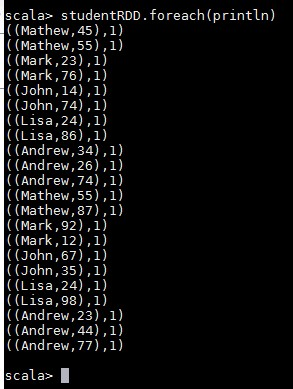 scala> studentRDD.foreach(println)
((Mathew,45),1)
((Mathew,55),1)
((Mark,23),1)
((Mark,76),1)
((John,14),1)
((John,74),1)
((Lisa,24),1)
((Lisa,86),1)
((Andrew,34),1)
((Andrew,26),1)
((Andrew,74),1)
((Mathew,55),1)
((Mathew,87),1)
((Mark,92),1)
((Mark,12),1)
((John,67),1)
((John,35),1)
((Lisa,24),1)
((Lisa,98),1)
((Andrew,23),1)
((Andrew,44),1)
((Andrew,77),1)
scala>